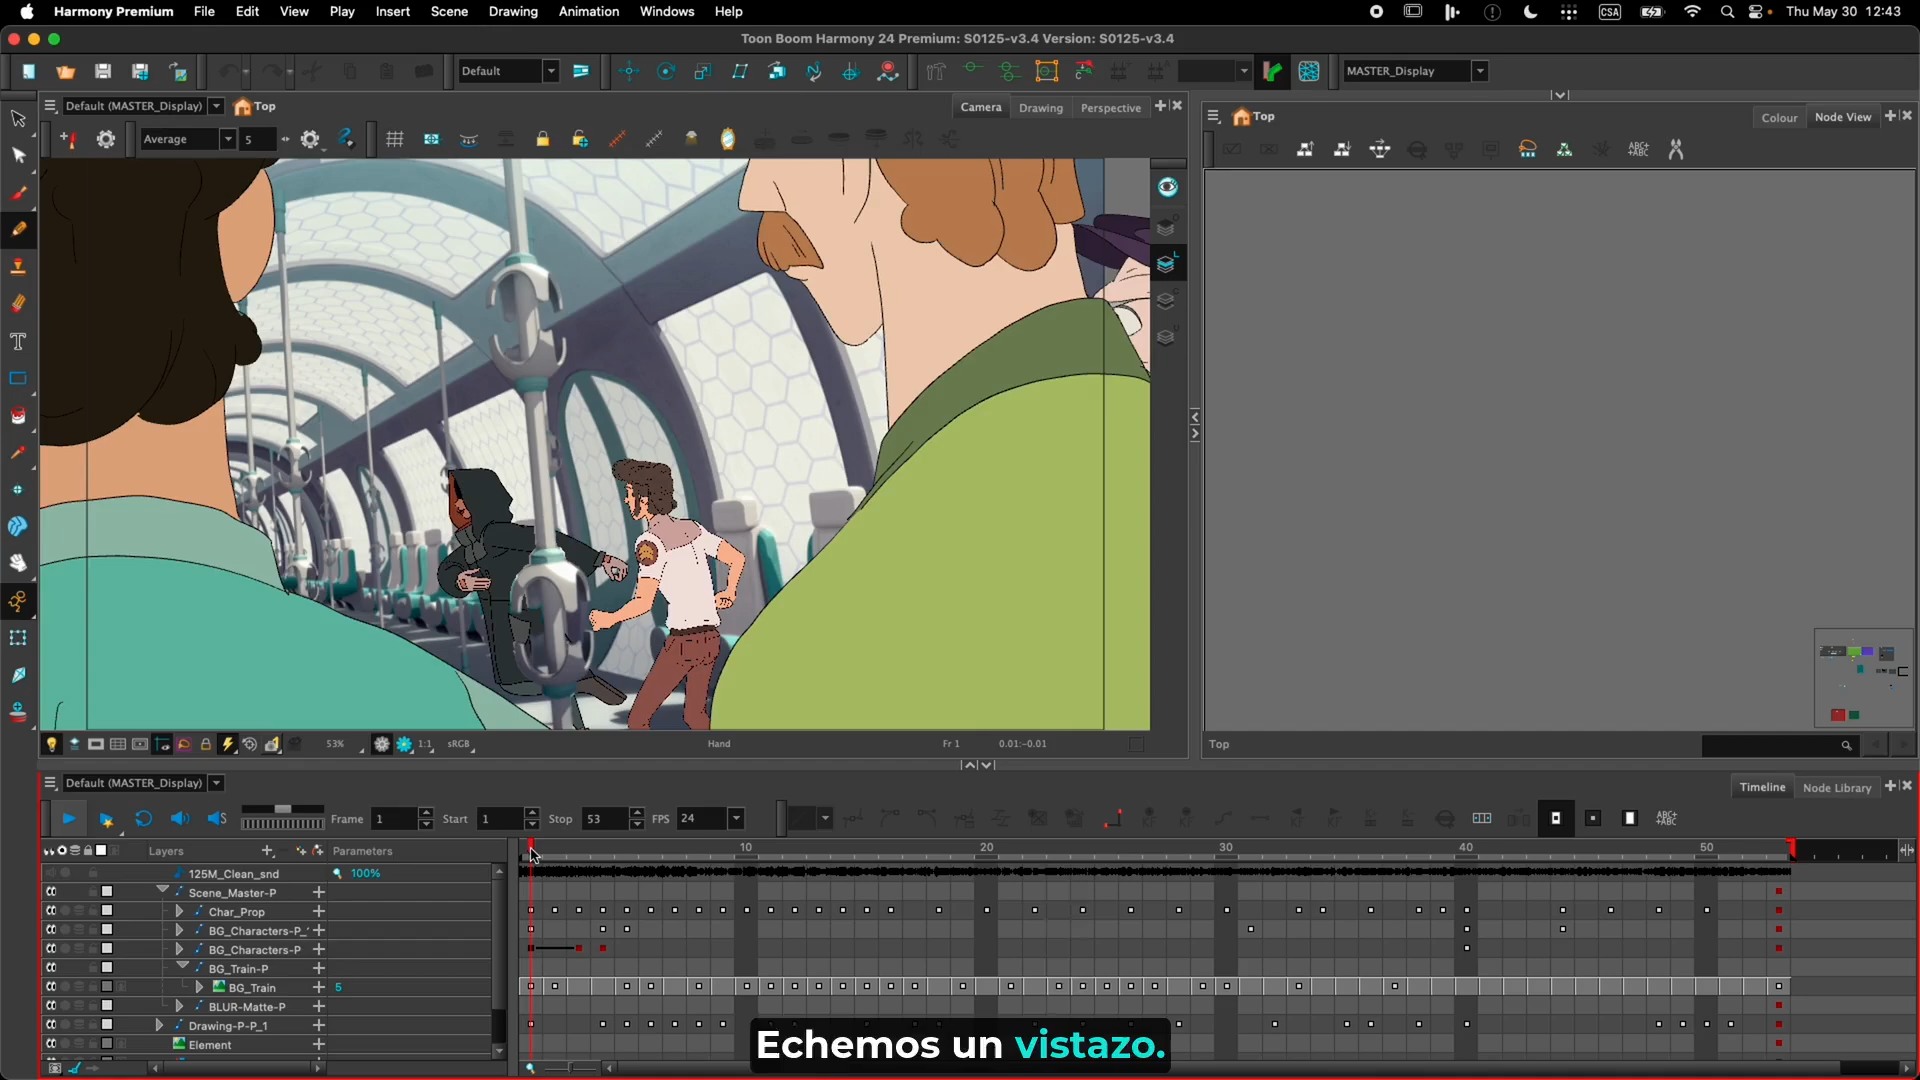 Harmony Premium File Edit View Play Insert Scene Drawing Animation Windows Help CSA Thu May 30 12:43
Toon Boom Harmony 24 Premium: S0125-v3.4 Version: S0125-v3.4
Default MASTER_Display
Default (MASTER_Display) Top Camera Drawing Perspective
Top Colour Node View
Average 5
53% 1:1 sRGB Hand Fr 1 0.01:-0.01
Top
Default (MASTER_Display) Timeline Node Library
Frame 1 Start 1 Stop 53 FPS 24
Layers Parameters 10 20 30 40 50
125M_Clean_snd 100%
Scene_Master-P
Char_Prop
BG_Characters-P_
BG_Characters-P
BG_Train-P
BG_Train 5
BLUR-Matte-P
Drawing-P-P_1
Element
Echemos un vistazo.